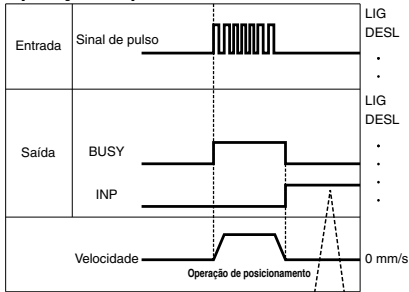 LIG
DESL
Entrada
Sinal de pulso
LIG
DESL
Saída
BUSY
INP
Velocidade
0 mm/s
Operação de posicionamento